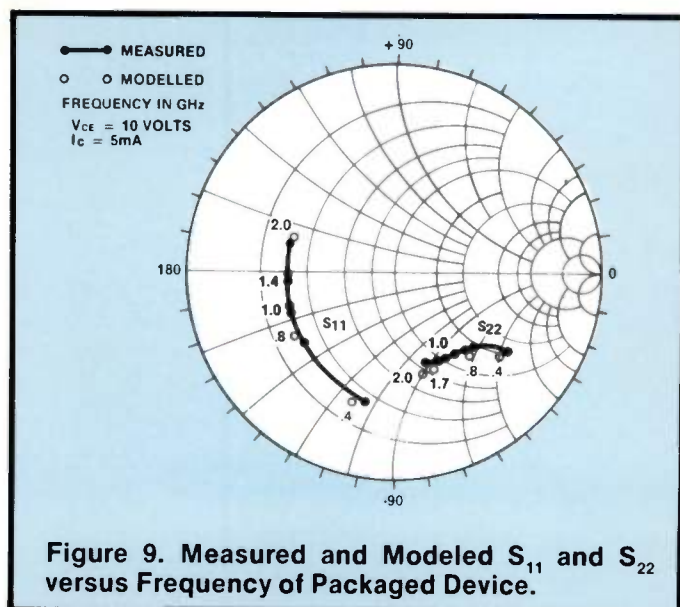 MEASURED
MODELLED
FREQUENCY IN GHz
VCE = 10 VOLTS
IC = 5mA
+90
180
0
-90
2.0
1.4
1.0
.8
.4
S11
S22
1.0
2.0
1.7
.8
.4
Figure 9. Measured and Modeled S11 and S22
versus Frequency of Packaged Device.